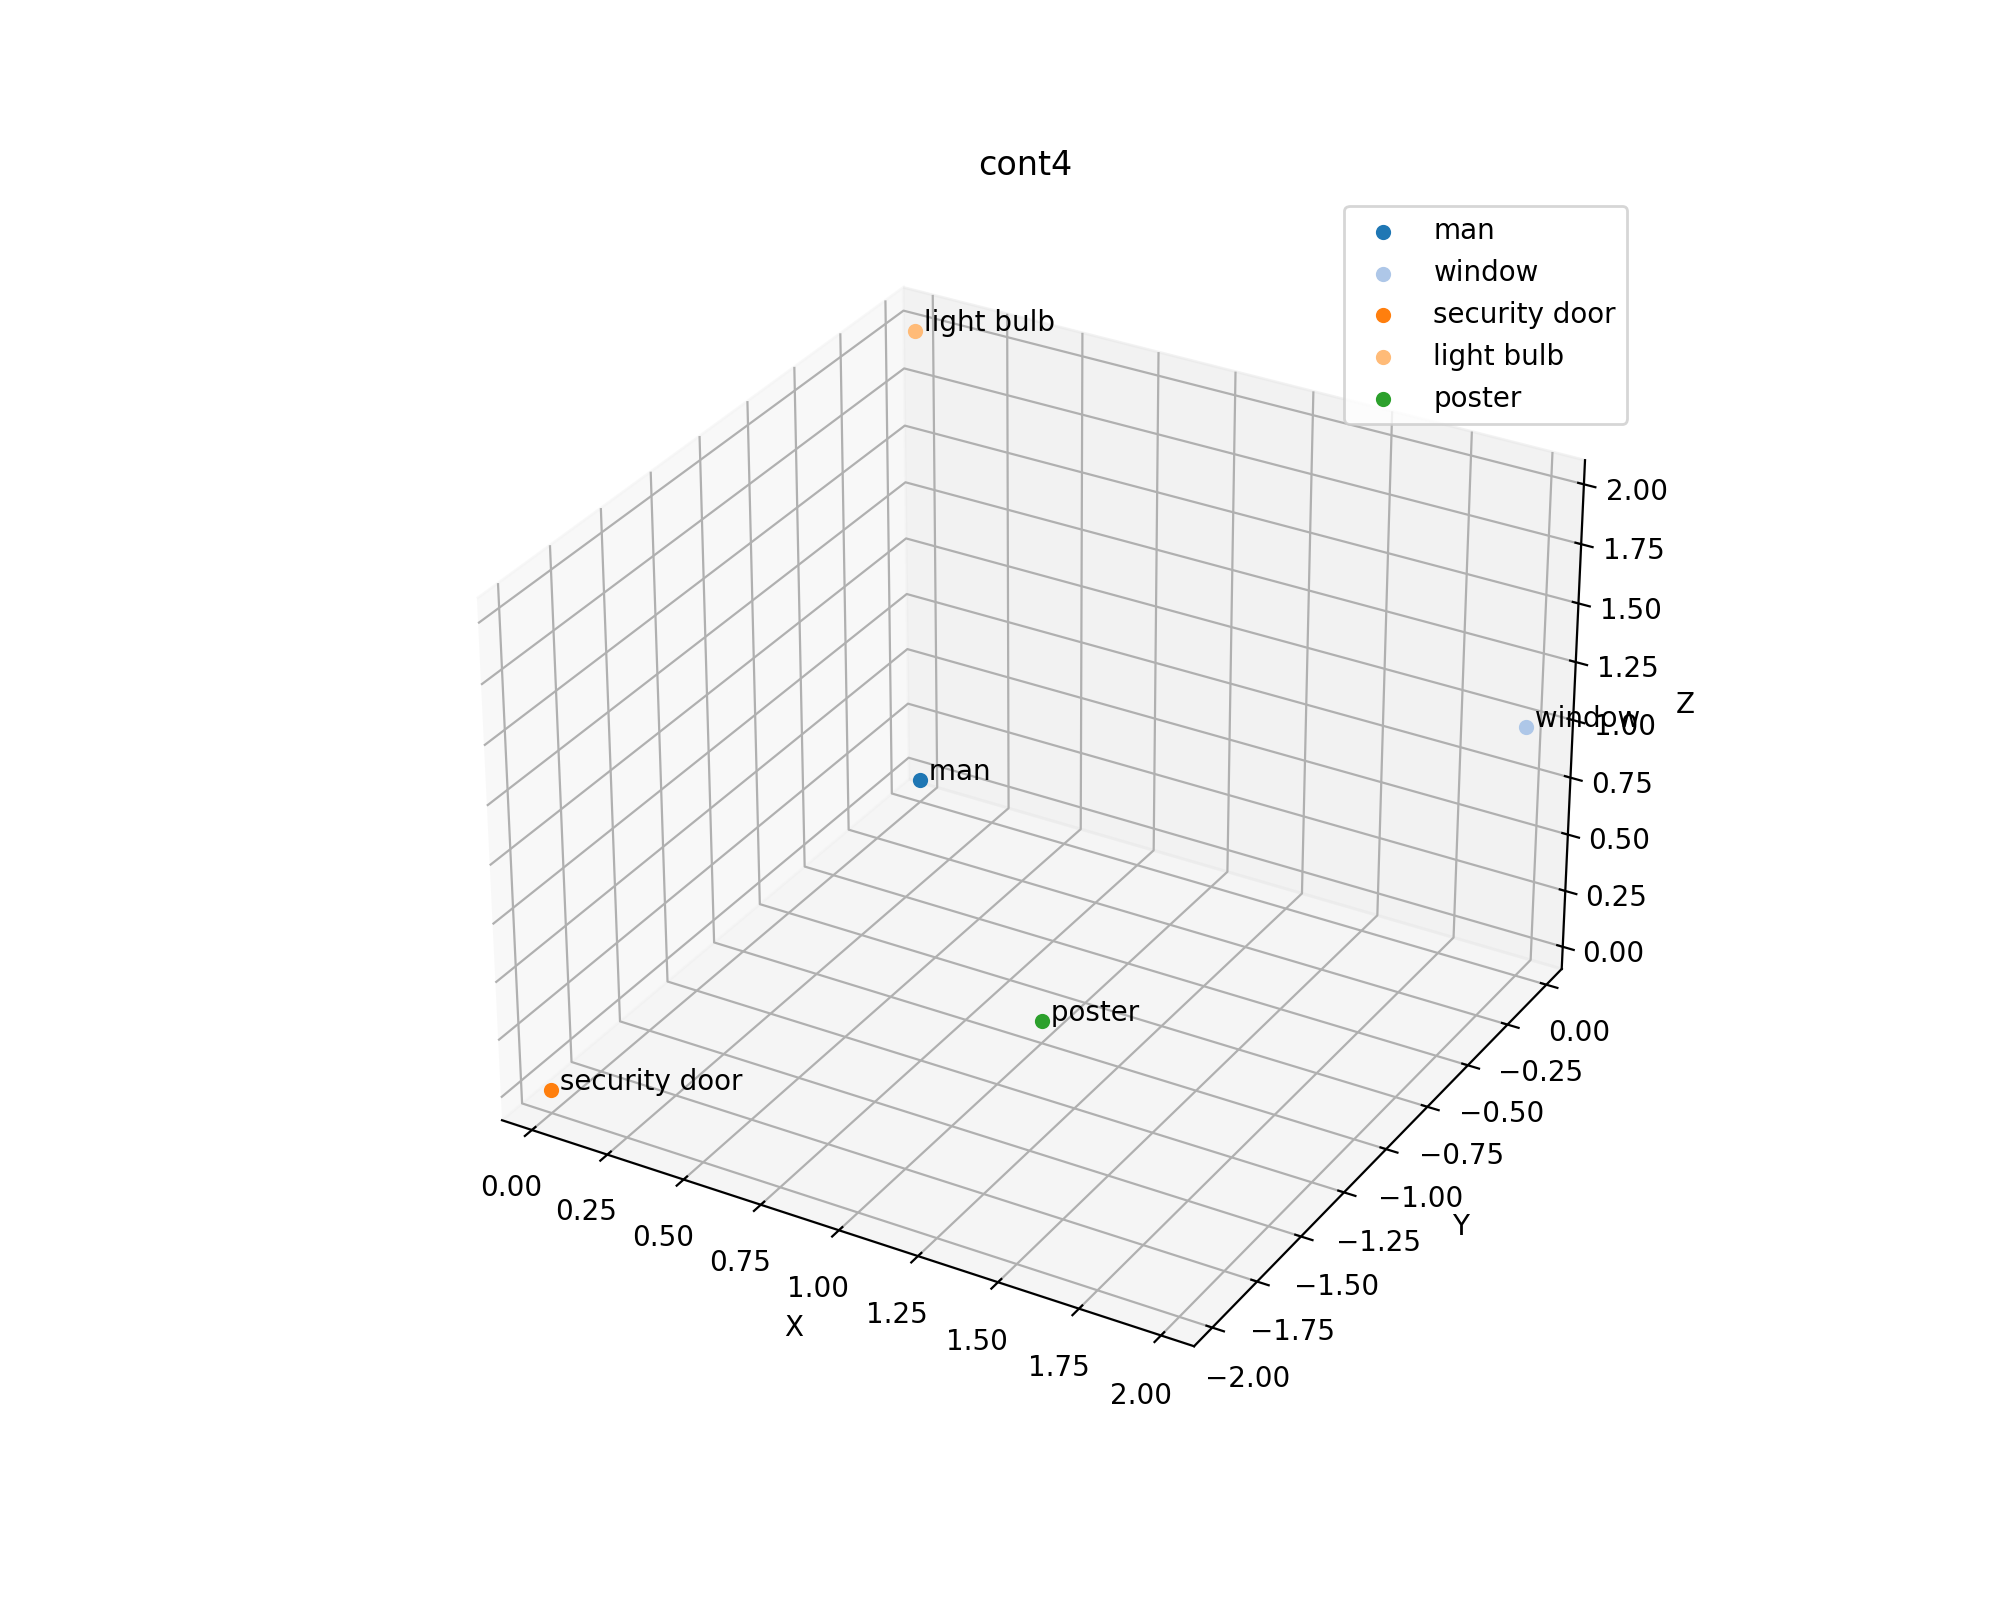 cont4
man
window
security door
light bulb
poster
light bulb
man
window
poster
security door
Z
2.00
1.75
1.50
1.25
1.00
0.75
0.50
0.25
0.00
0.00
−0.25
−0.50
−0.75
−1.00
−1.25
−1.50
−1.75
−2.00
Y
0.00
0.25
0.50
0.75
1.00
1.25
1.50
1.75
2.00
X